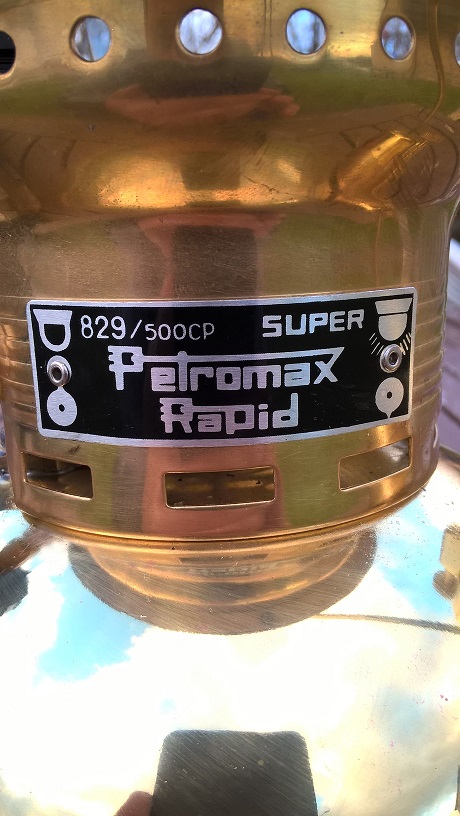 829/500CP SUPER
Petromax
Rapid